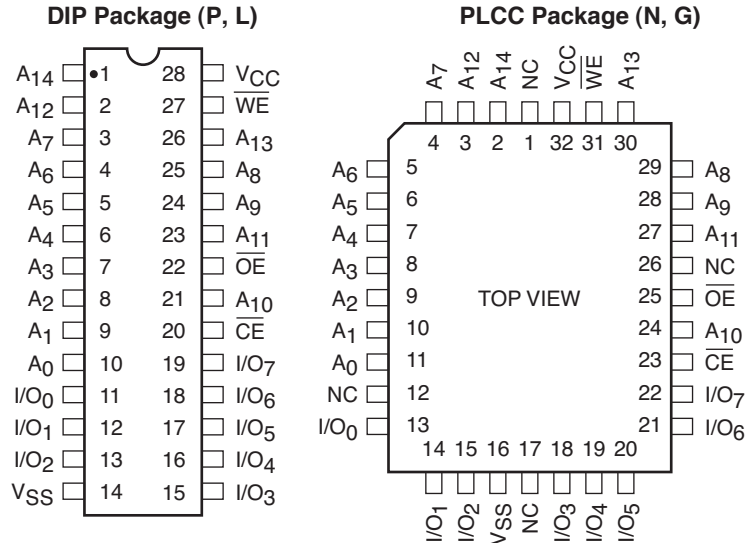 DIP Package (P, L)
A14 1 28 VCC
A12 2 27 WE
A7 3 26 A13
A6 4 25 A8
A5 5 24 A9
A4 6 23 A11
A3 7 22 OE
A2 8 21 A10
A1 9 20 CE
A0 10 19 I/O7
I/O0 11 18 I/O6
I/O1 12 17 I/O5
I/O2 13 16 I/O4
VSS 14 15 I/O3
PLCC Package (N, G)
A7 A12 A14 NC VCC WE A13
4 3 2 1 32 31 30
A6 5 29 A8
A5 6 28 A9
A4 7 27 A11
A3 8 26 NC
A2 9 TOP VIEW 25 OE
A1 10 24 A10
A0 11 23 CE
NC 12 22 I/O7
I/O0 13 21 I/O6
14 15 16 17 18 19 20
I/O1 I/O2 VSS NC I/O3 I/O4 I/O5